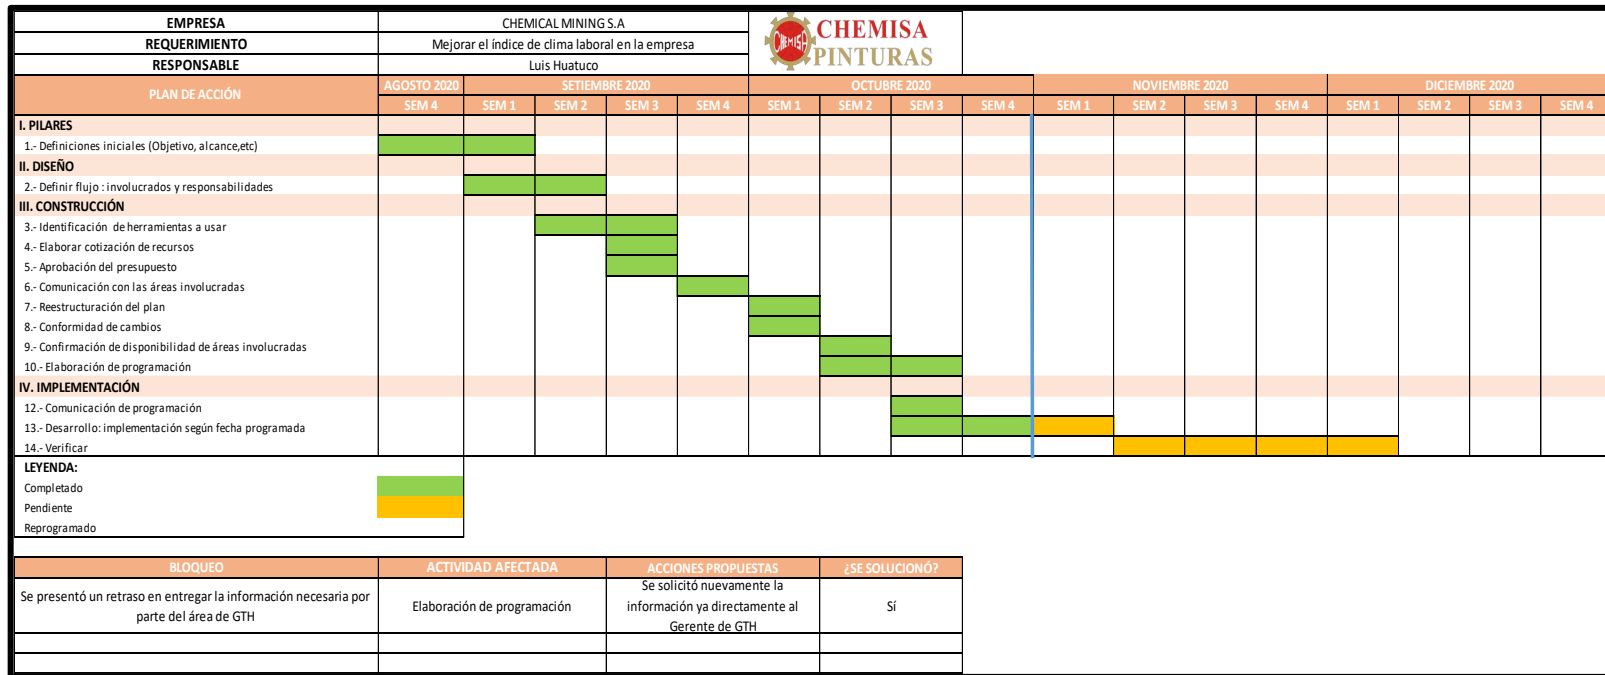 EMPRESA CHEMICAL MINING S.A
REQUERIMIENTO Mejorar el índice de clima laboral en la empresa
RESPONSABLE Luis Huatuco
CHEMISA
CHEMISA
PINTURAS
PLAN DE ACCIÓN
AGOSTO 2020 SETIEMBRE 2020 OCTUBRE 2020 NOVIEMBRE 2020 DICIEMBRE 2020
SEM 4 SEM 1 SEM 2 SEM 3 SEM 4 SEM 1 SEM 2 SEM 3 SEM 4 SEM 1 SEM 2 SEM 3 SEM 4 SEM 1 SEM 2 SEM 3 SEM 4
I. PILARES
1.- Definiciones iniciales (Objetivo, alcance,etc)
II. DISEÑO
2.- Definir flujo : involucrados y responsabilidades
III. CONSTRUCCIÓN
3.- Identificación de herramientas a usar
4.- Elaborar cotización de recursos
5.- Aprobación del presupuesto
6.- Comunicación con las áreas involucradas
7.- Reestructuración del plan
8.- Conformidad de cambios
9.- Confirmación de disponibilidad de áreas involucradas
10.- Elaboración de programación
IV. IMPLEMENTACIÓN
12.- Comunicación de programación
13.- Desarrollo: implementación según fecha programada
14.- Verificar
LEYENDA:
Completado
Pendiente
Reprogramado
BLOQUEO ACTIVIDAD AFECTADA ACCIONES PROPUESTAS ¿SE SOLUCIONÓ?
Se presentó un retraso en entregar la información necesaria por
parte del área de GTH
Elaboración de programación
Se solicitó nuevamente la
información ya directamente al
Gerente de GTH
Sí